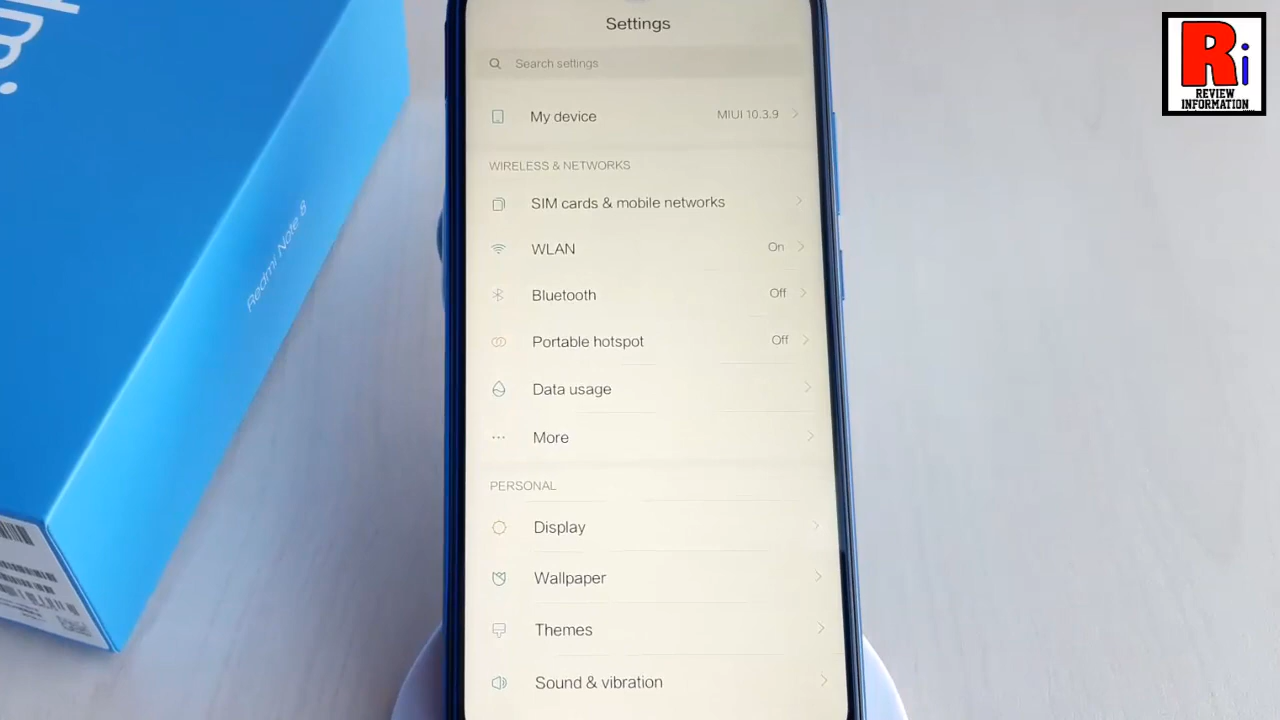 Settings
Search settings
My device MIUI 10.3.9
WIRELESS & NETWORKS
SIM cards & mobile networks
WLAN On
Bluetooth Off
Portable hotspot Off
Data usage
More
PERSONAL
Display
Wallpaper
Themes
Sound & vibration
Redmi Note 8
Ri
REVIEW
INFORMATION